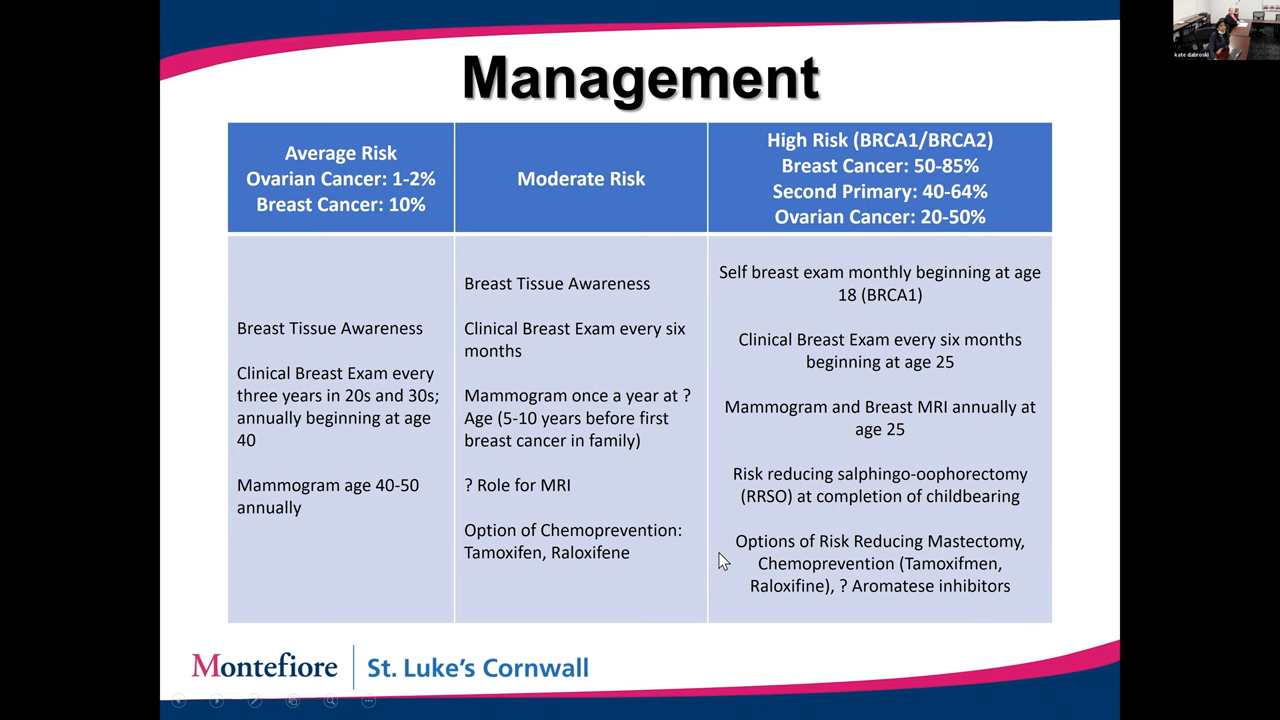 kate dabroski
Management
Average Risk
Ovarian Cancer: 1-2%
Breast Cancer: 10%
Moderate Risk
High Risk (BRCA1/BRCA2)
Breast Cancer: 50-85%
Second Primary: 40-64%
Ovarian Cancer: 20-50%
Breast Tissue Awareness
Clinical Breast Exam every
three years in 20s and 30s;
annually beginning at age
40
Mammogram age 40-50
annually
Breast Tissue Awareness
Clinical Breast Exam every six
months
Mammogram once a year at ?
Age (5-10 years before first
breast cancer in family)
? Role for MRI
Option of Chemoprevention:
Tamoxifen, Raloxifene
Self breast exam monthly beginning at age
18 (BRCA1)
Clinical Breast Exam every six months
beginning at age 25
Mammogram and Breast MRI annually at
age 25
Risk reducing salphingo-oophorectomy
(RRSO) at completion of childbearing
Options of Risk Reducing Mastectomy,
Chemoprevention (Tamoxifmen,
Raloxifine), ? Aromatese inhibitors
Montefiore
St. Luke's Cornwall